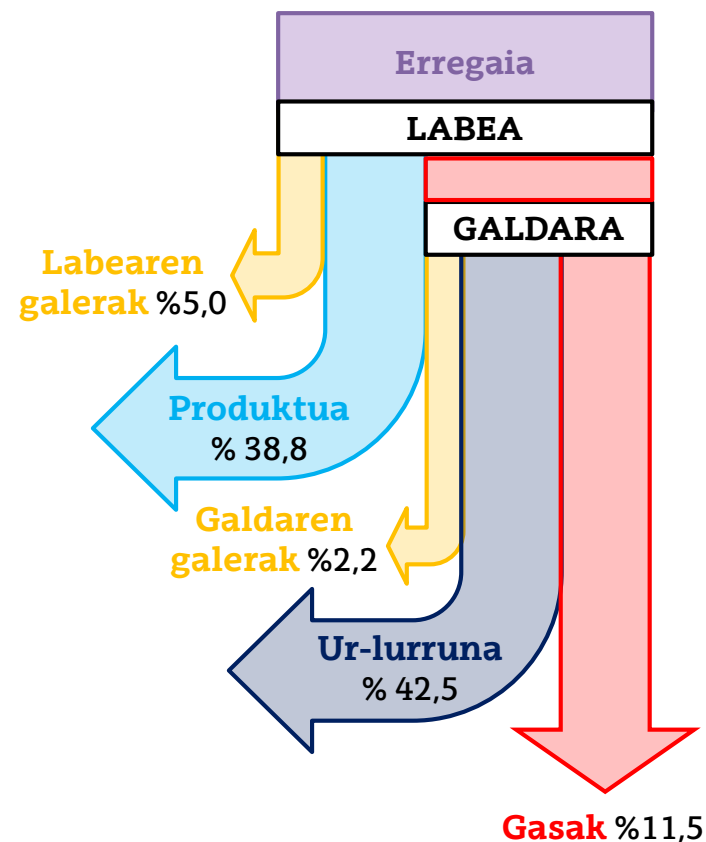 Erregaia
LABEA
GALDARA
Labearen
galerak %5,0
Produktua
% 38,8
Galdaren
galerak %2,2
Ur-lurruna
% 42,5
Gasak %11,5